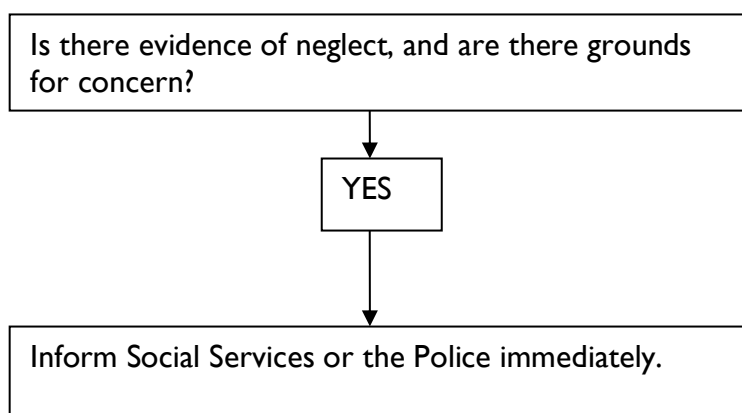 Is there evidence of neglect, and are there grounds
for concern?
YES
Inform Social Services or the Police immediately.